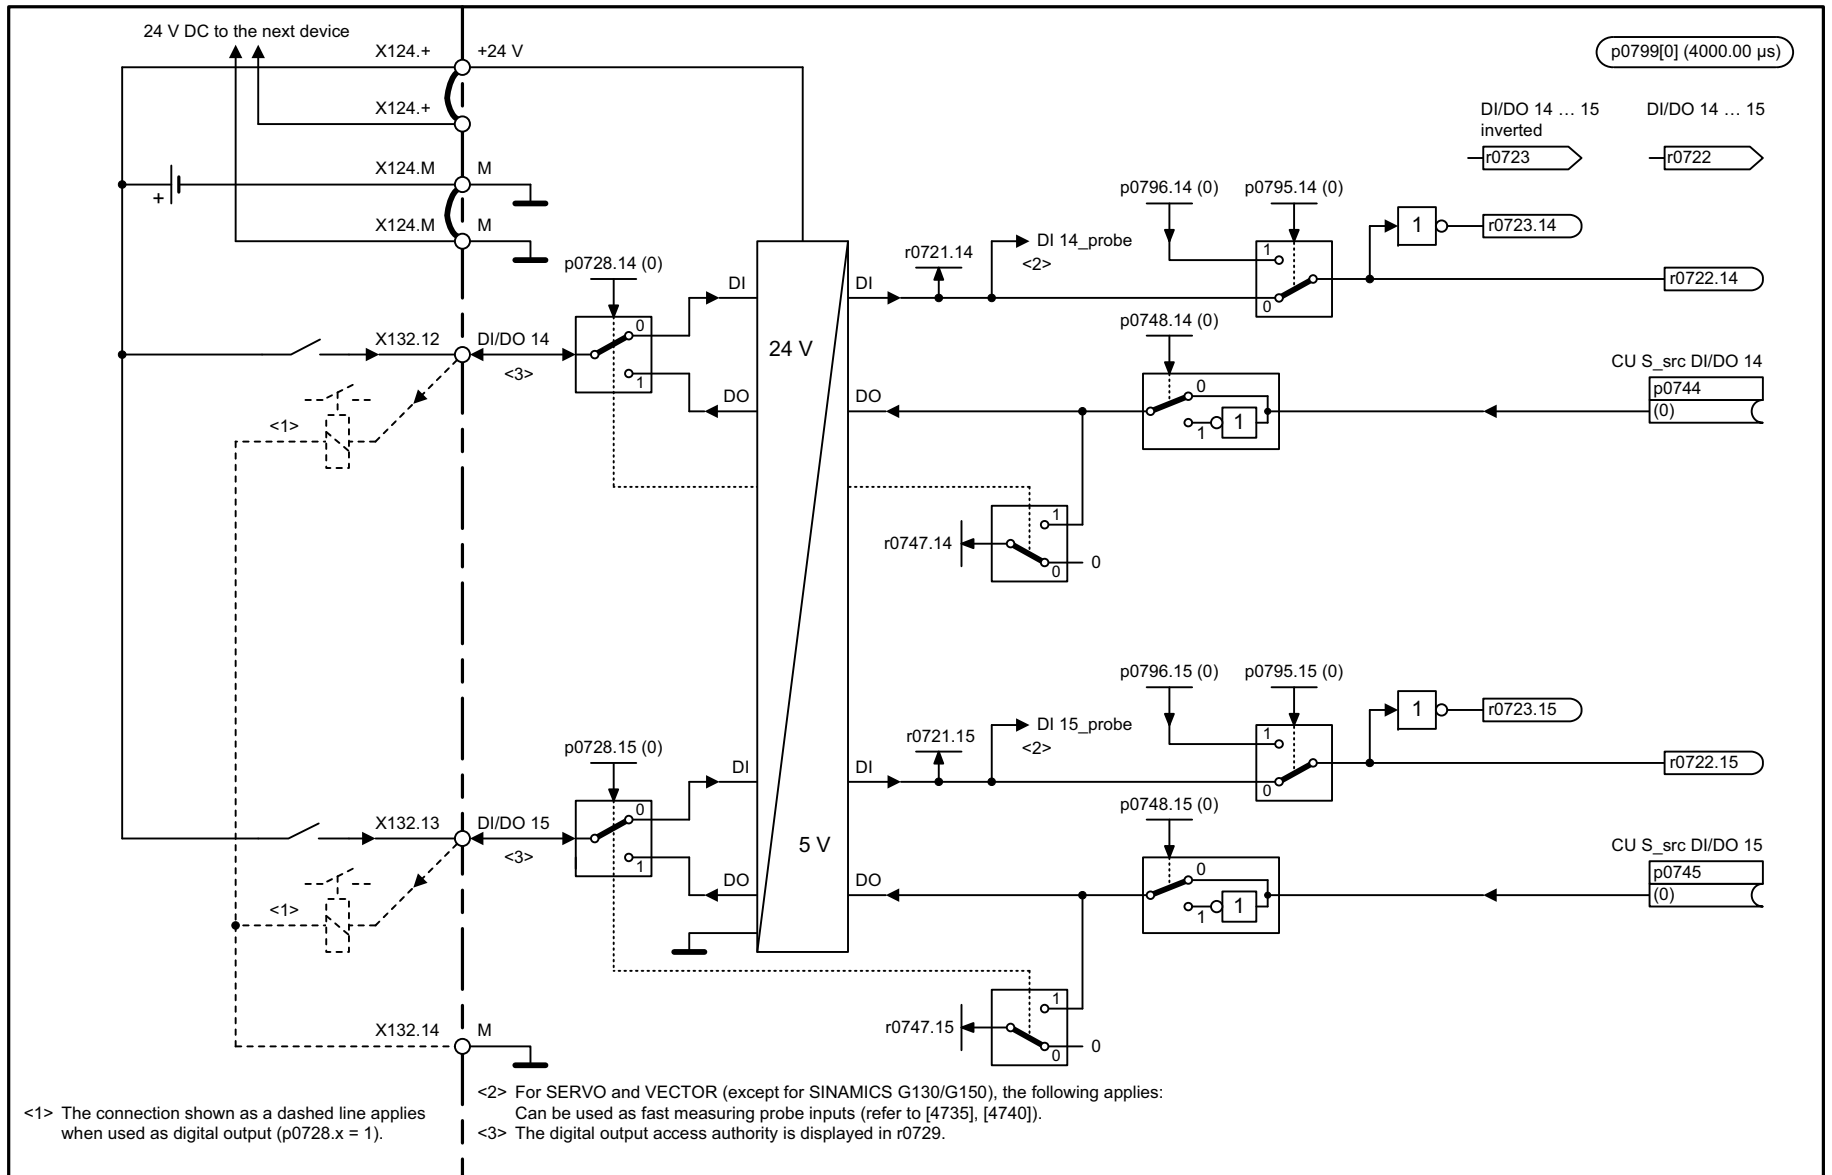 24 V DC to the next device
X124.+
+24 V
p0799[0] (4000.00 µs)
X124.+
DI/DO 14 … 15
inverted
DI/DO 14 … 15
r0723
r0722
X124.M
M
+
X124.M
M
p0796.14 (0)
p0795.14 (0)
1
r0723.14
DI 14_probe
<2>
r0721.14
1
0
r0722.14
p0728.14 (0)
DI
DI
0
1
X132.12
DI/DO 14
<3>
24 V
p0748.14 (0)
CU S_src DI/DO 14
p0744
(0)
DO
DO
0
1
1
<1>
r0747.14
1
0
0
p0796.15 (0)
p0795.15 (0)
1
r0723.15
DI 15_probe
<2>
r0721.15
1
0
r0722.15
p0728.15 (0)
DI
DI
0
1
X132.13
DI/DO 15
<3>
5 V
p0748.15 (0)
CU S_src DI/DO 15
p0745
(0)
DO
DO
0
1
1
<1>
r0747.15
1
0
0
X132.14
M
<1> The connection shown as a dashed line applies
when used as digital output (p0728.x = 1).
<2> For SERVO and VECTOR (except for SINAMICS G130/G150), the following applies:
Can be used as fast measuring probe inputs (refer to [4735], [4740]).
<3> The digital output access authority is displayed in r0729.